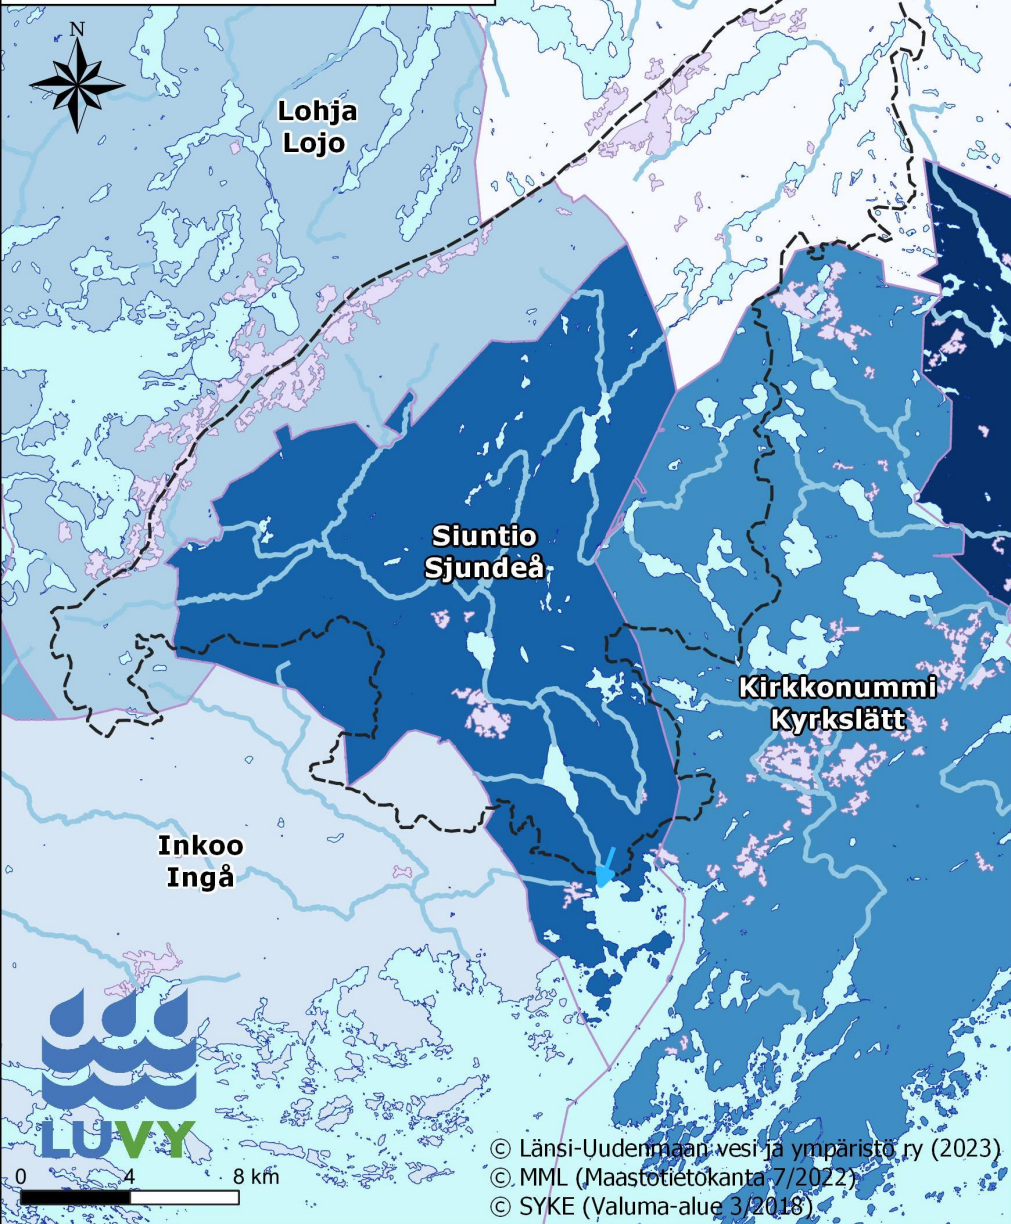 N
Lohja
Lojo
Siuntio
Sjundeå
Kirkkonummi
Kyrkslätt
Inkoo
Ingå
LUVY
0 4 8 km
© Länsi-Uudenmaan vesi ja ympäristö ry (2023)
© MML (Maastotietokanta 7/2022)
© SYKE (Valuma-alue 3/2018)